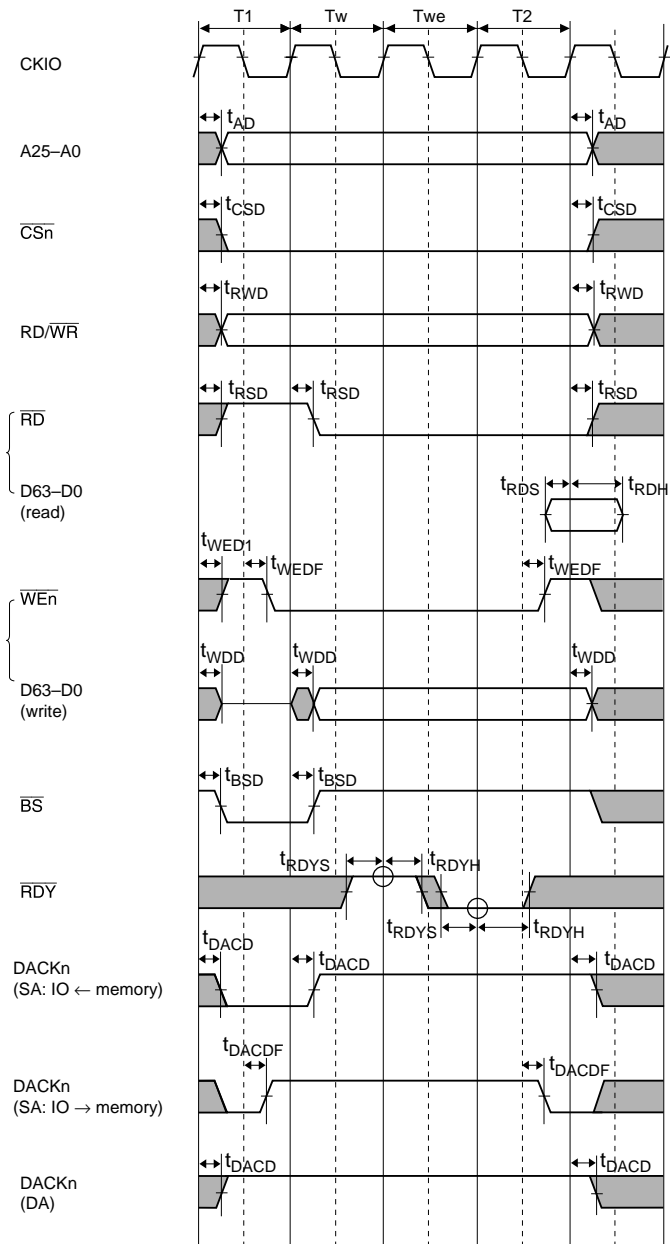 T1 Tw Twe T2
CKIO
tAD tAD
A25–A0
tCSD tCSD
CSn
tRWD tRWD
RD/WR
tRSD tRSD tRSD
RD
tRDS tRDH
D63–D0
(read)
tWED1 tWEDF tWEDF
WEn
tWDD tWDD tWDD
D63–D0
(write)
tBSD tBSD
BS
tRDYS tRDYH
RDY
tRDYS tRDYH
tDACD tDACD tDACD
DACKn
(SA: IO ← memory)
tDACDF tDACDF
DACKn
(SA: IO → memory)
tDACD tDACD
DACKn
(DA)